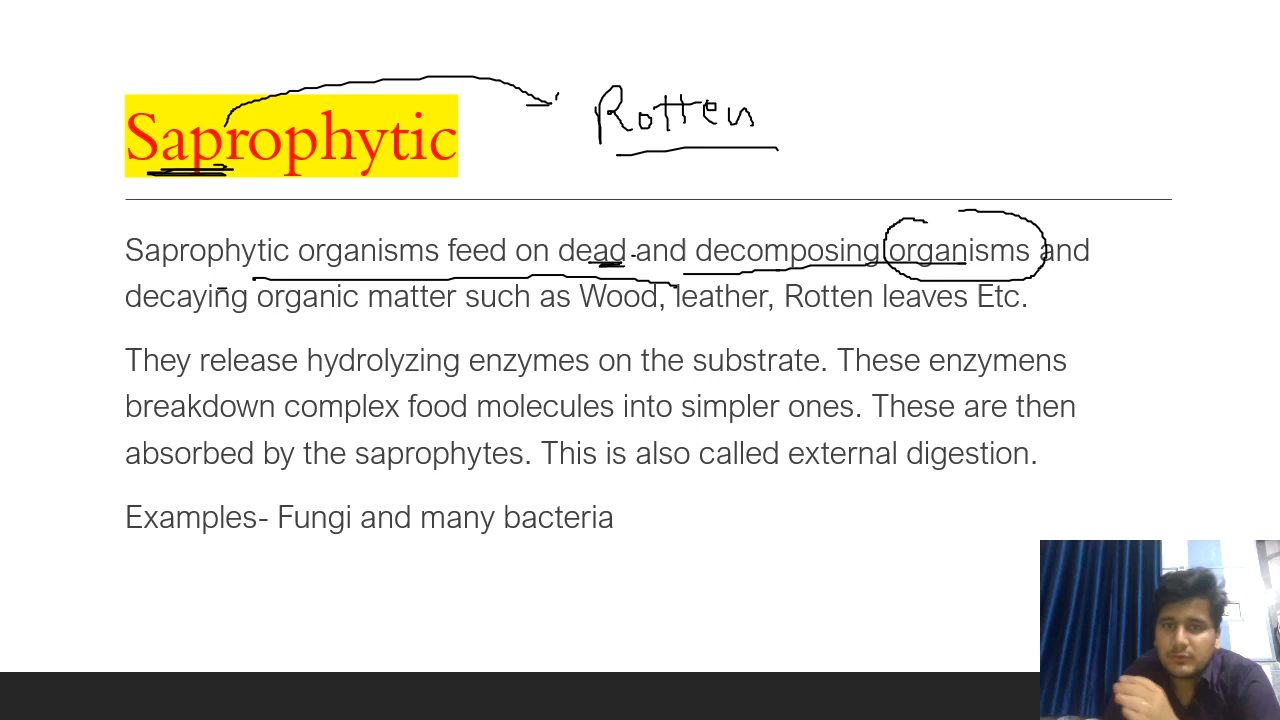 Saprophytic
Rotten
Saprophytic organisms feed on dead and decomposing organisms and
decaying organic matter such as Wood, leather, Rotten leaves Etc.
They release hydrolyzing enzymes on the substrate. These enzymens
breakdown complex food molecules into simpler ones. These are then
absorbed by the saprophytes. This is also called external digestion.
Examples- Fungi and many bacteria